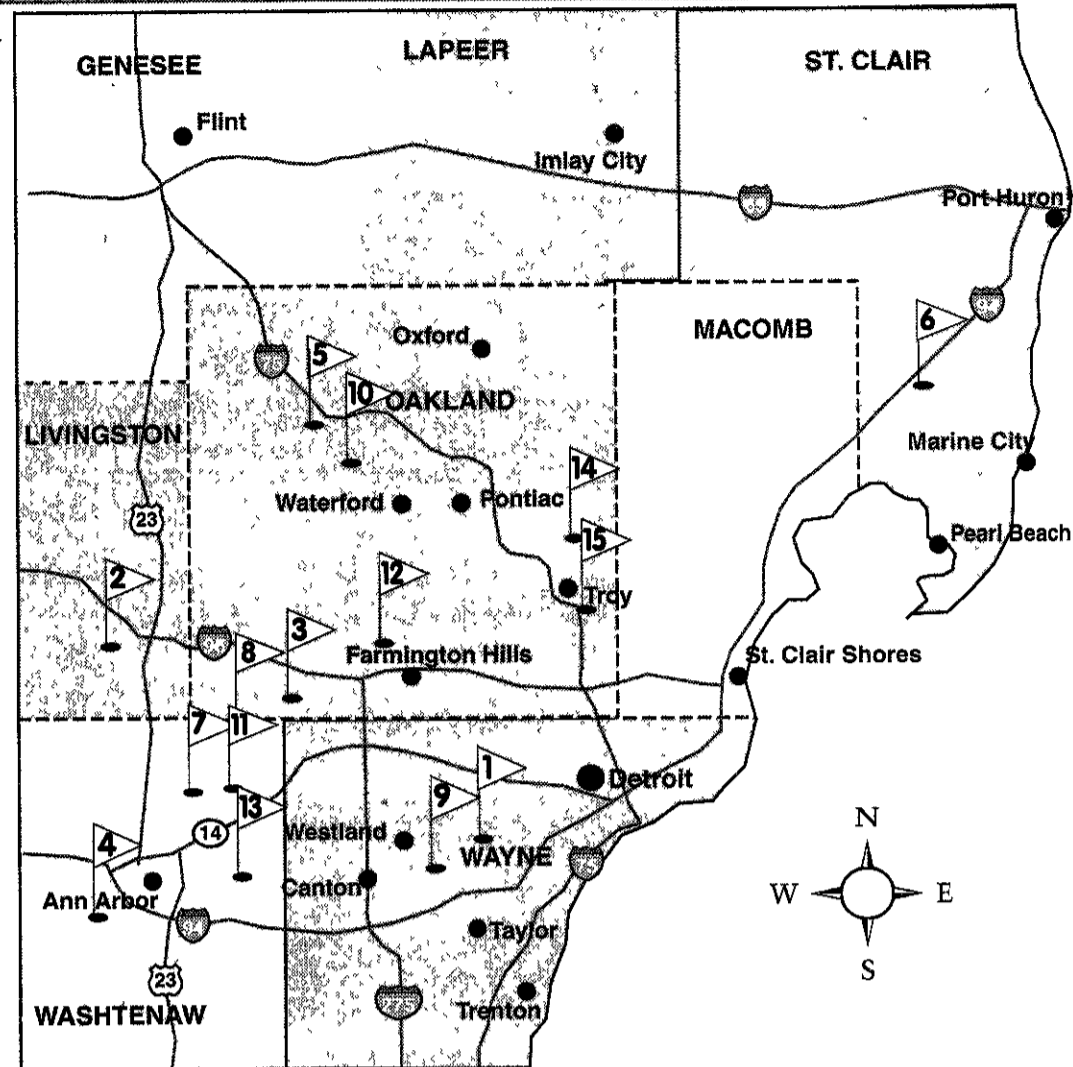 GENESEE
LAPEER
ST. CLAIR
Flint
Imlay City
Port Huron
6
MACOMB
Oxford
5
10
OAKLAND
LIVINGSTON
Marine City
14
Waterford
Pontiac
23
15
Pearl Beach
2
12
Troy
3
8
Farmington Hills
St. Clair Shores
7
11
1
Detroit
9
13
14
Westland
4
WAYNE
N
Canton
W
E
Ann Arbor
Taylor
S
23
Trenton
WASHTENAW